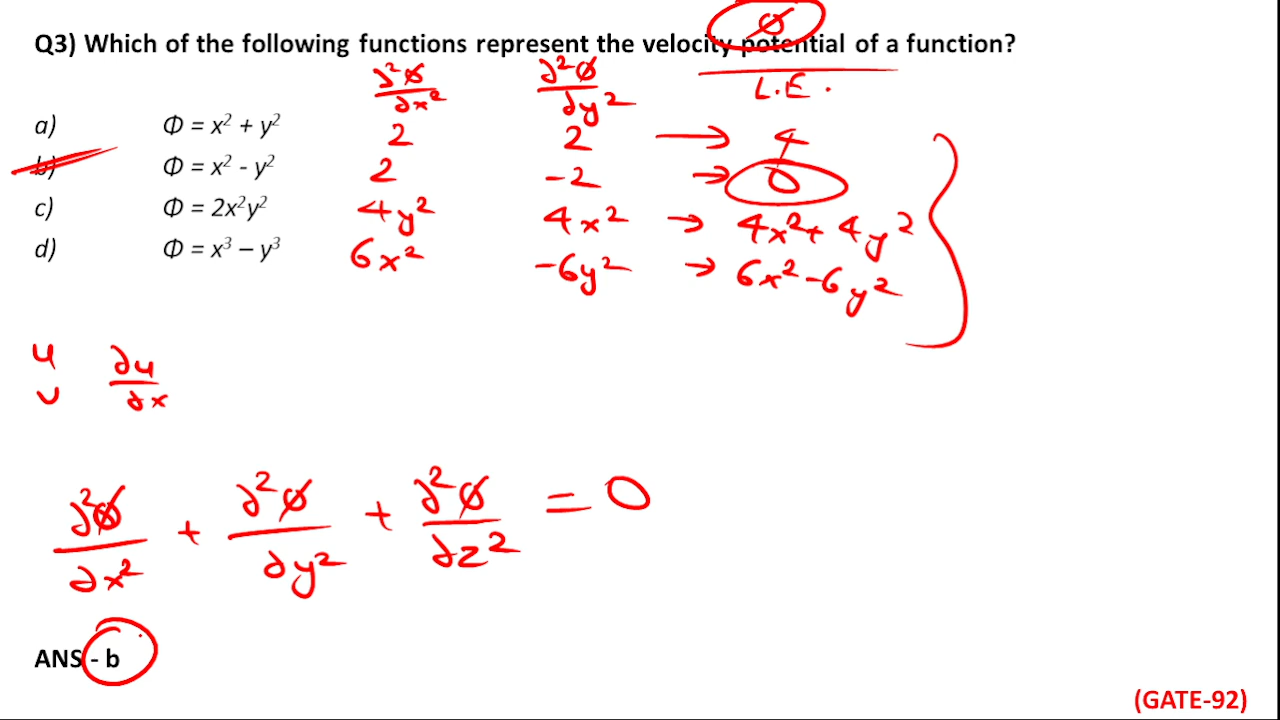 Φ
Q3) Which of the following functions represent the velocity potential of a function?
∂²Φ/∂x² ∂²Φ/∂y² L.E.
a) Φ = x² + y² 2 2 → 4
b) Φ = x² - y² 2 -2 → 0
c) Φ = 2x²y² 4y² 4x² → 4x²+ 4y²
d) Φ = x³ – y³ 6x² -6y² → 6x²-6y²
u ∂u/∂x
v
∂²Φ/∂x² + ∂²Φ/∂y² + ∂²Φ/∂z² = 0
ANS - b
(GATE-92)